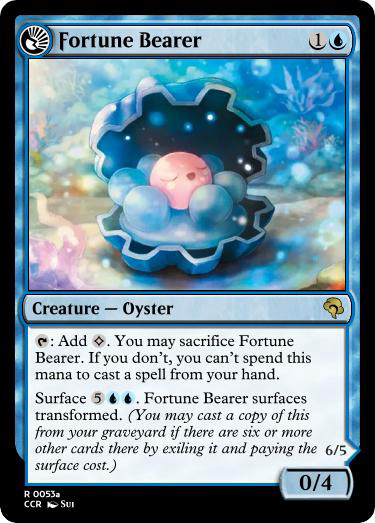 Fortune Bearer 1
Creature — Oyster
: Add . You may sacrifice Fortune
Bearer. If you don't, you can't spend this
mana to cast a spell from your hand.
Surface 5. Fortune Bearer surfaces
transformed. (You may cast a copy of this
from your graveyard if there are six or more
other cards there by exiling it and paying the
surface cost.)
6/5
0/4
R 0053a
CCR Sui